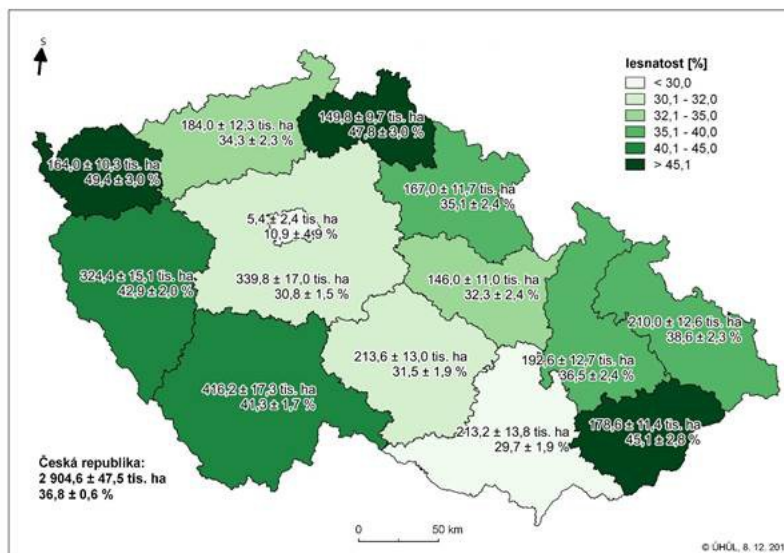 S
lesnatost [%]
< 30,0
30,1 - 32,0
32,1 - 35,0
35,1 - 40,0
40,1 - 45,0
> 45,1
184,0 ± 12,3 tis. ha
34,3 ± 2,3 %
149,8 ± 9,7 tis. ha
47,8 ± 3,0 %
164,0 ± 10,3 tis. ha
49,4 ± 3,0 %
167,0 ± 11,7 tis. ha
35,1 ± 2,4 %
5,4 ± 2,4 tis. ha
10,9 ± 4,9 %
324,4 ± 15,1 tis. ha
42,9 ± 2,0 %
339,8 ± 17,0 tis. ha
30,8 ± 1,5 %
146,0 ± 11,0 tis. ha
32,3 ± 2,4 %
210,0 ± 12,6 tis. ha
38,6 ± 2,3 %
213,6 ± 13,0 tis. ha
31,5 ± 1,9 %
192,6 ± 12,7 tis. ha
36,5 ± 2,4 %
416,2 ± 17,3 tis. ha
41,3 ± 1,7 %
213,2 ± 13,8 tis. ha
29,7 ± 1,9 %
178,6 ± 11,4 tis. ha
45,1 ± 2,8 %
Česká republika:
2 904,6 ± 47,5 tis. ha
36,8 ± 0,6 %
0 50 km
© ÚHÚL, 8. 12.